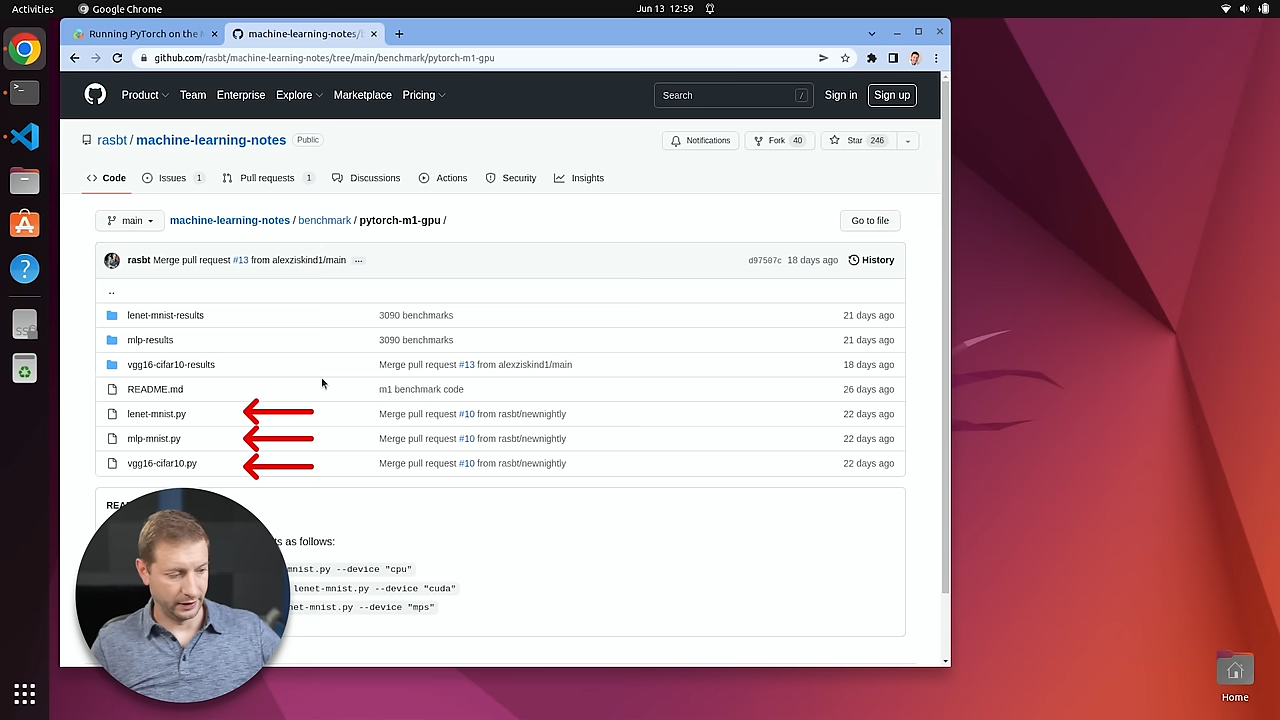 Activities
Google Chrome
Jun 13 12:59
Running PyTorch on the
machine-learning-notes/
github.com/rasbt/machine-learning-notes/tree/main/benchmark/pytorch-m1-gpu
Product Team Enterprise Explore Marketplace Pricing
Search /
Sign in Sign up
rasbt / machine-learning-notes Public
Notifications Fork 40 Star 246
Code Issues 1 Pull requests 1 Discussions Actions Security Insights
main machine-learning-notes / benchmark / pytorch-m1-gpu / Go to file
rasbt Merge pull request #13 from alexziskind1/main ... d97507c 18 days ago History
..
lenet-mnist-results 3090 benchmarks 21 days ago
mlp-results 3090 benchmarks 21 days ago
vgg16-cifar10-results Merge pull request #13 from alexziskind1/main 18 days ago
README.md m1 benchmark code 26 days ago
lenet-mnist.py Merge pull request #10 from rasbt/newnightly 22 days ago
mlp-mnist.py Merge pull request #10 from rasbt/newnightly 22 days ago
vgg16-cifar10.py Merge pull request #10 from rasbt/newnightly 22 days ago
as follows:
--device "cpu"
lenet-mnist.py --device "cuda"
--device "mps"
SSD
Home